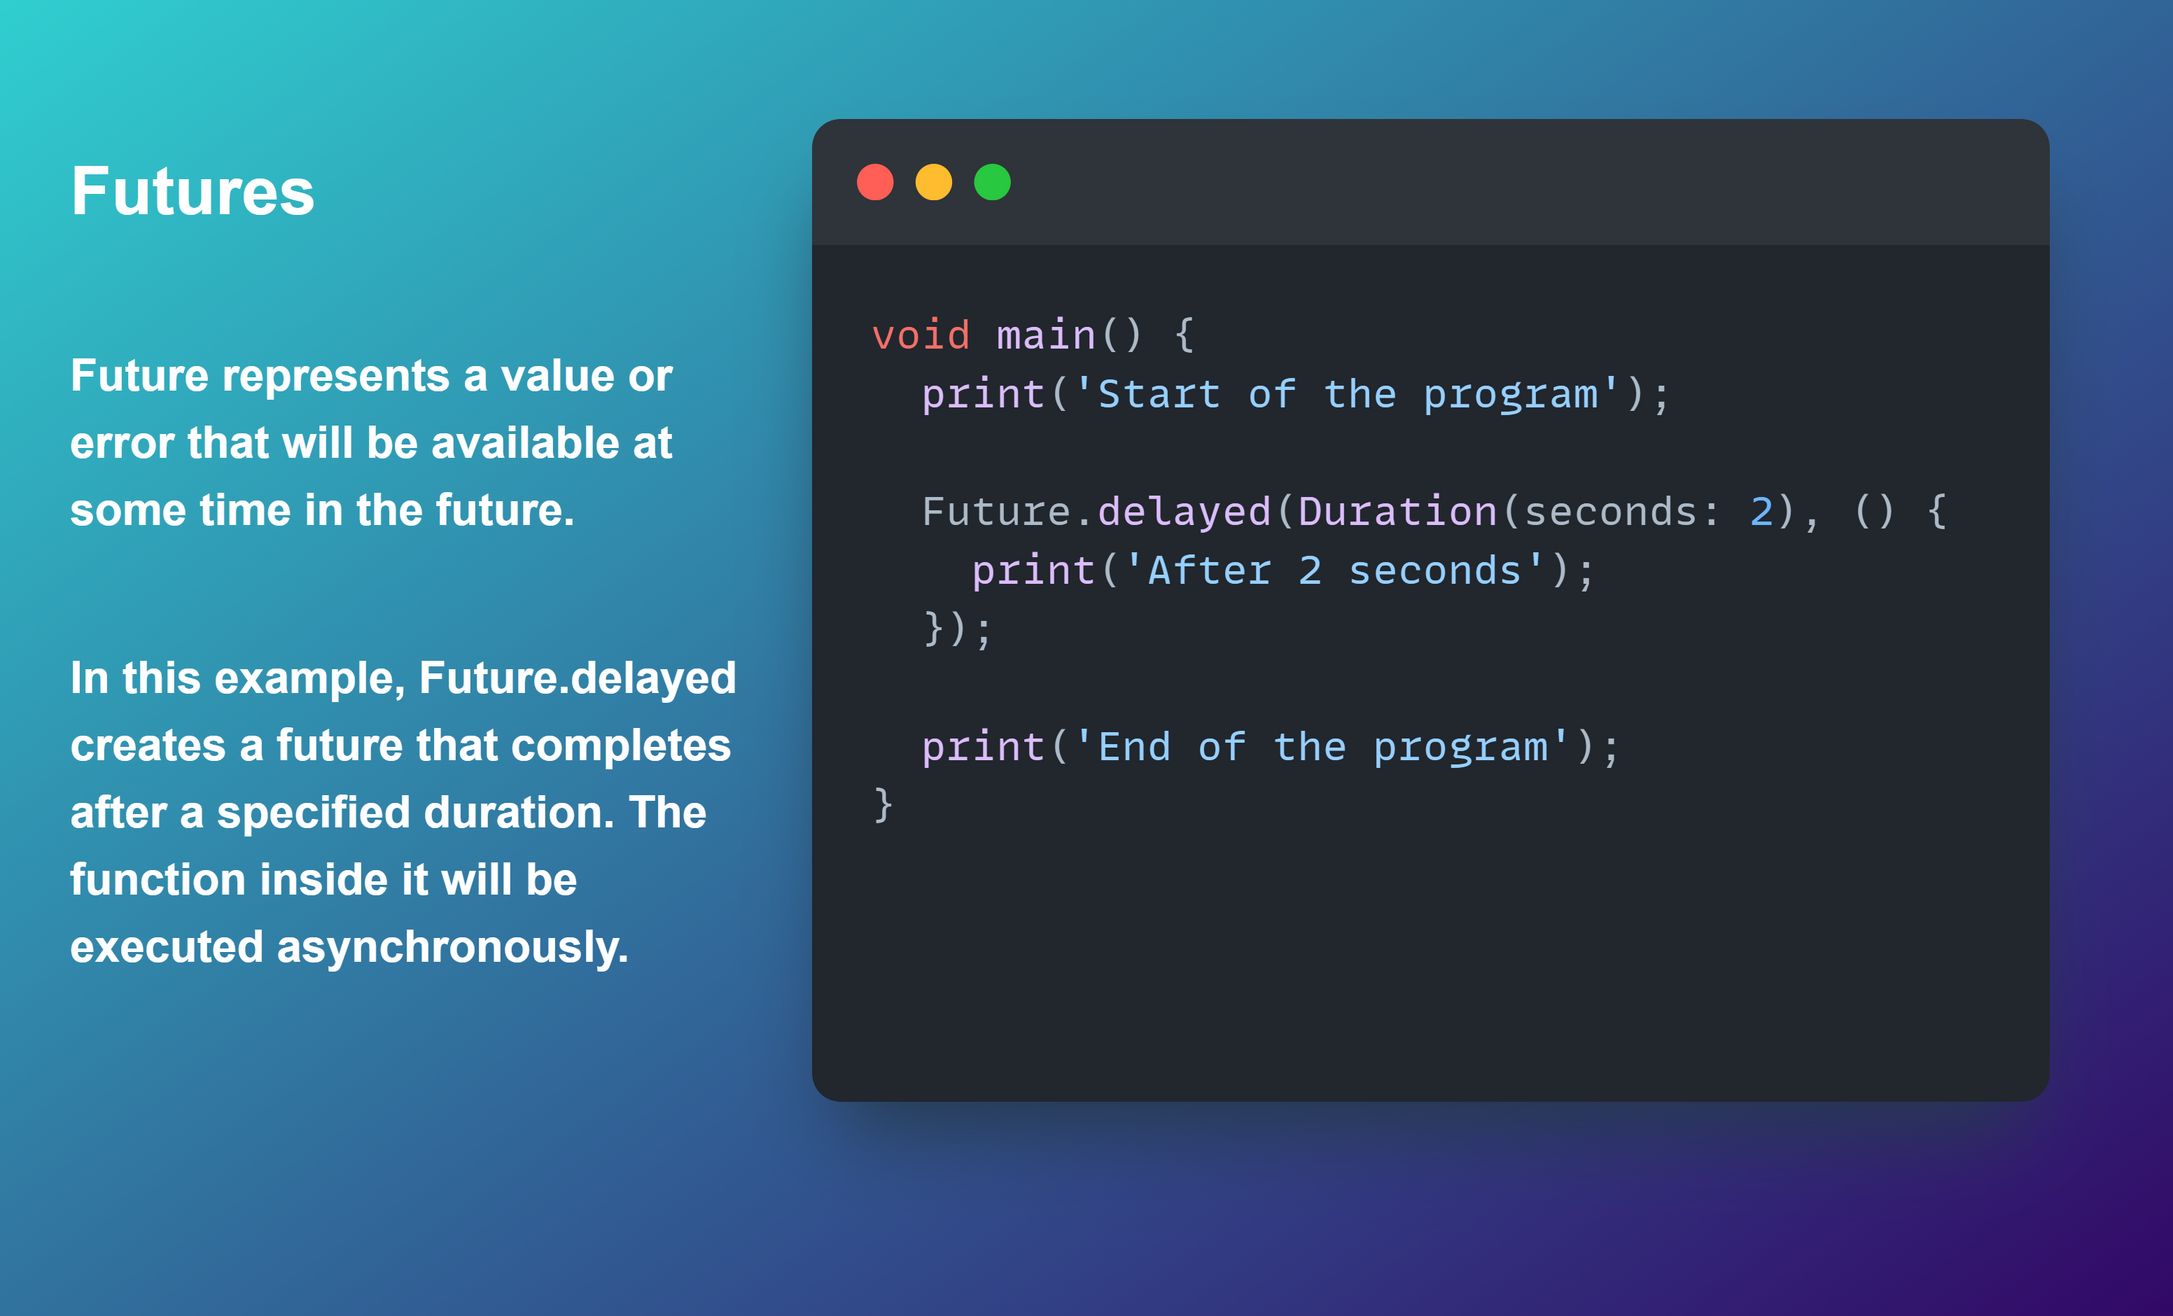 Futures
Future represents a value or
error that will be available at
some time in the future.
In this example, Future.delayed
creates a future that completes
after a specified duration. The
function inside it will be
executed asynchronously.
void main() {
  print('Start of the program');

  Future.delayed(Duration(seconds: 2), () {
    print('After 2 seconds');
  });

  print('End of the program');
}